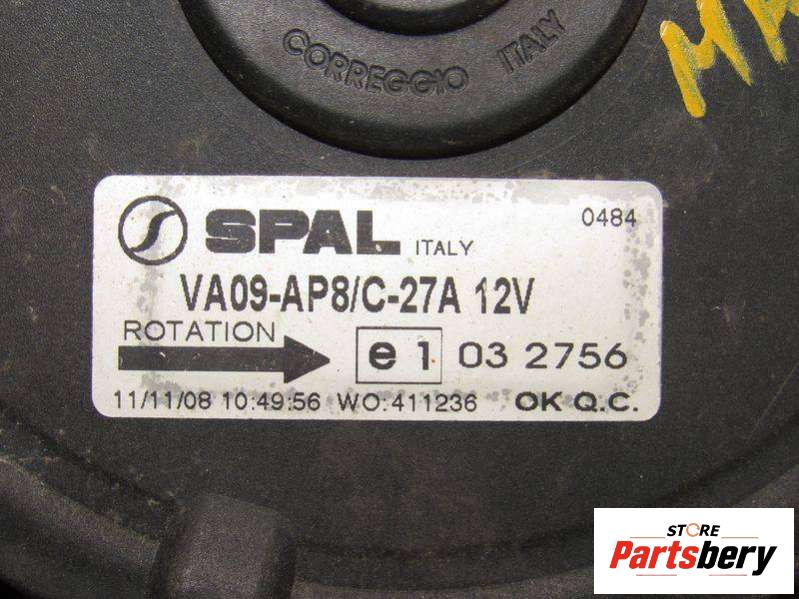 CORREGGIO ITALY
SPAL ITALY 0484
VA09-AP8/C-27A 12V
ROTATION
e1 03 2756
11/11/08 10:49:56 WO:411236 OK Q.C.
STORE
Partsbery